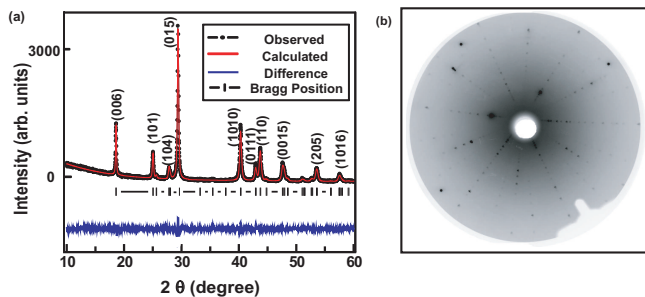 (a)
(b)
Intensity (arb. units)
3000
0
(006)
(101)
(104)
(015)
(1010)
(0111)
(110)
(0015)
(205)
(1016)
Observed
Calculated
Difference
Bragg Position
10 20 30 40 50 60
2 θ (degree)